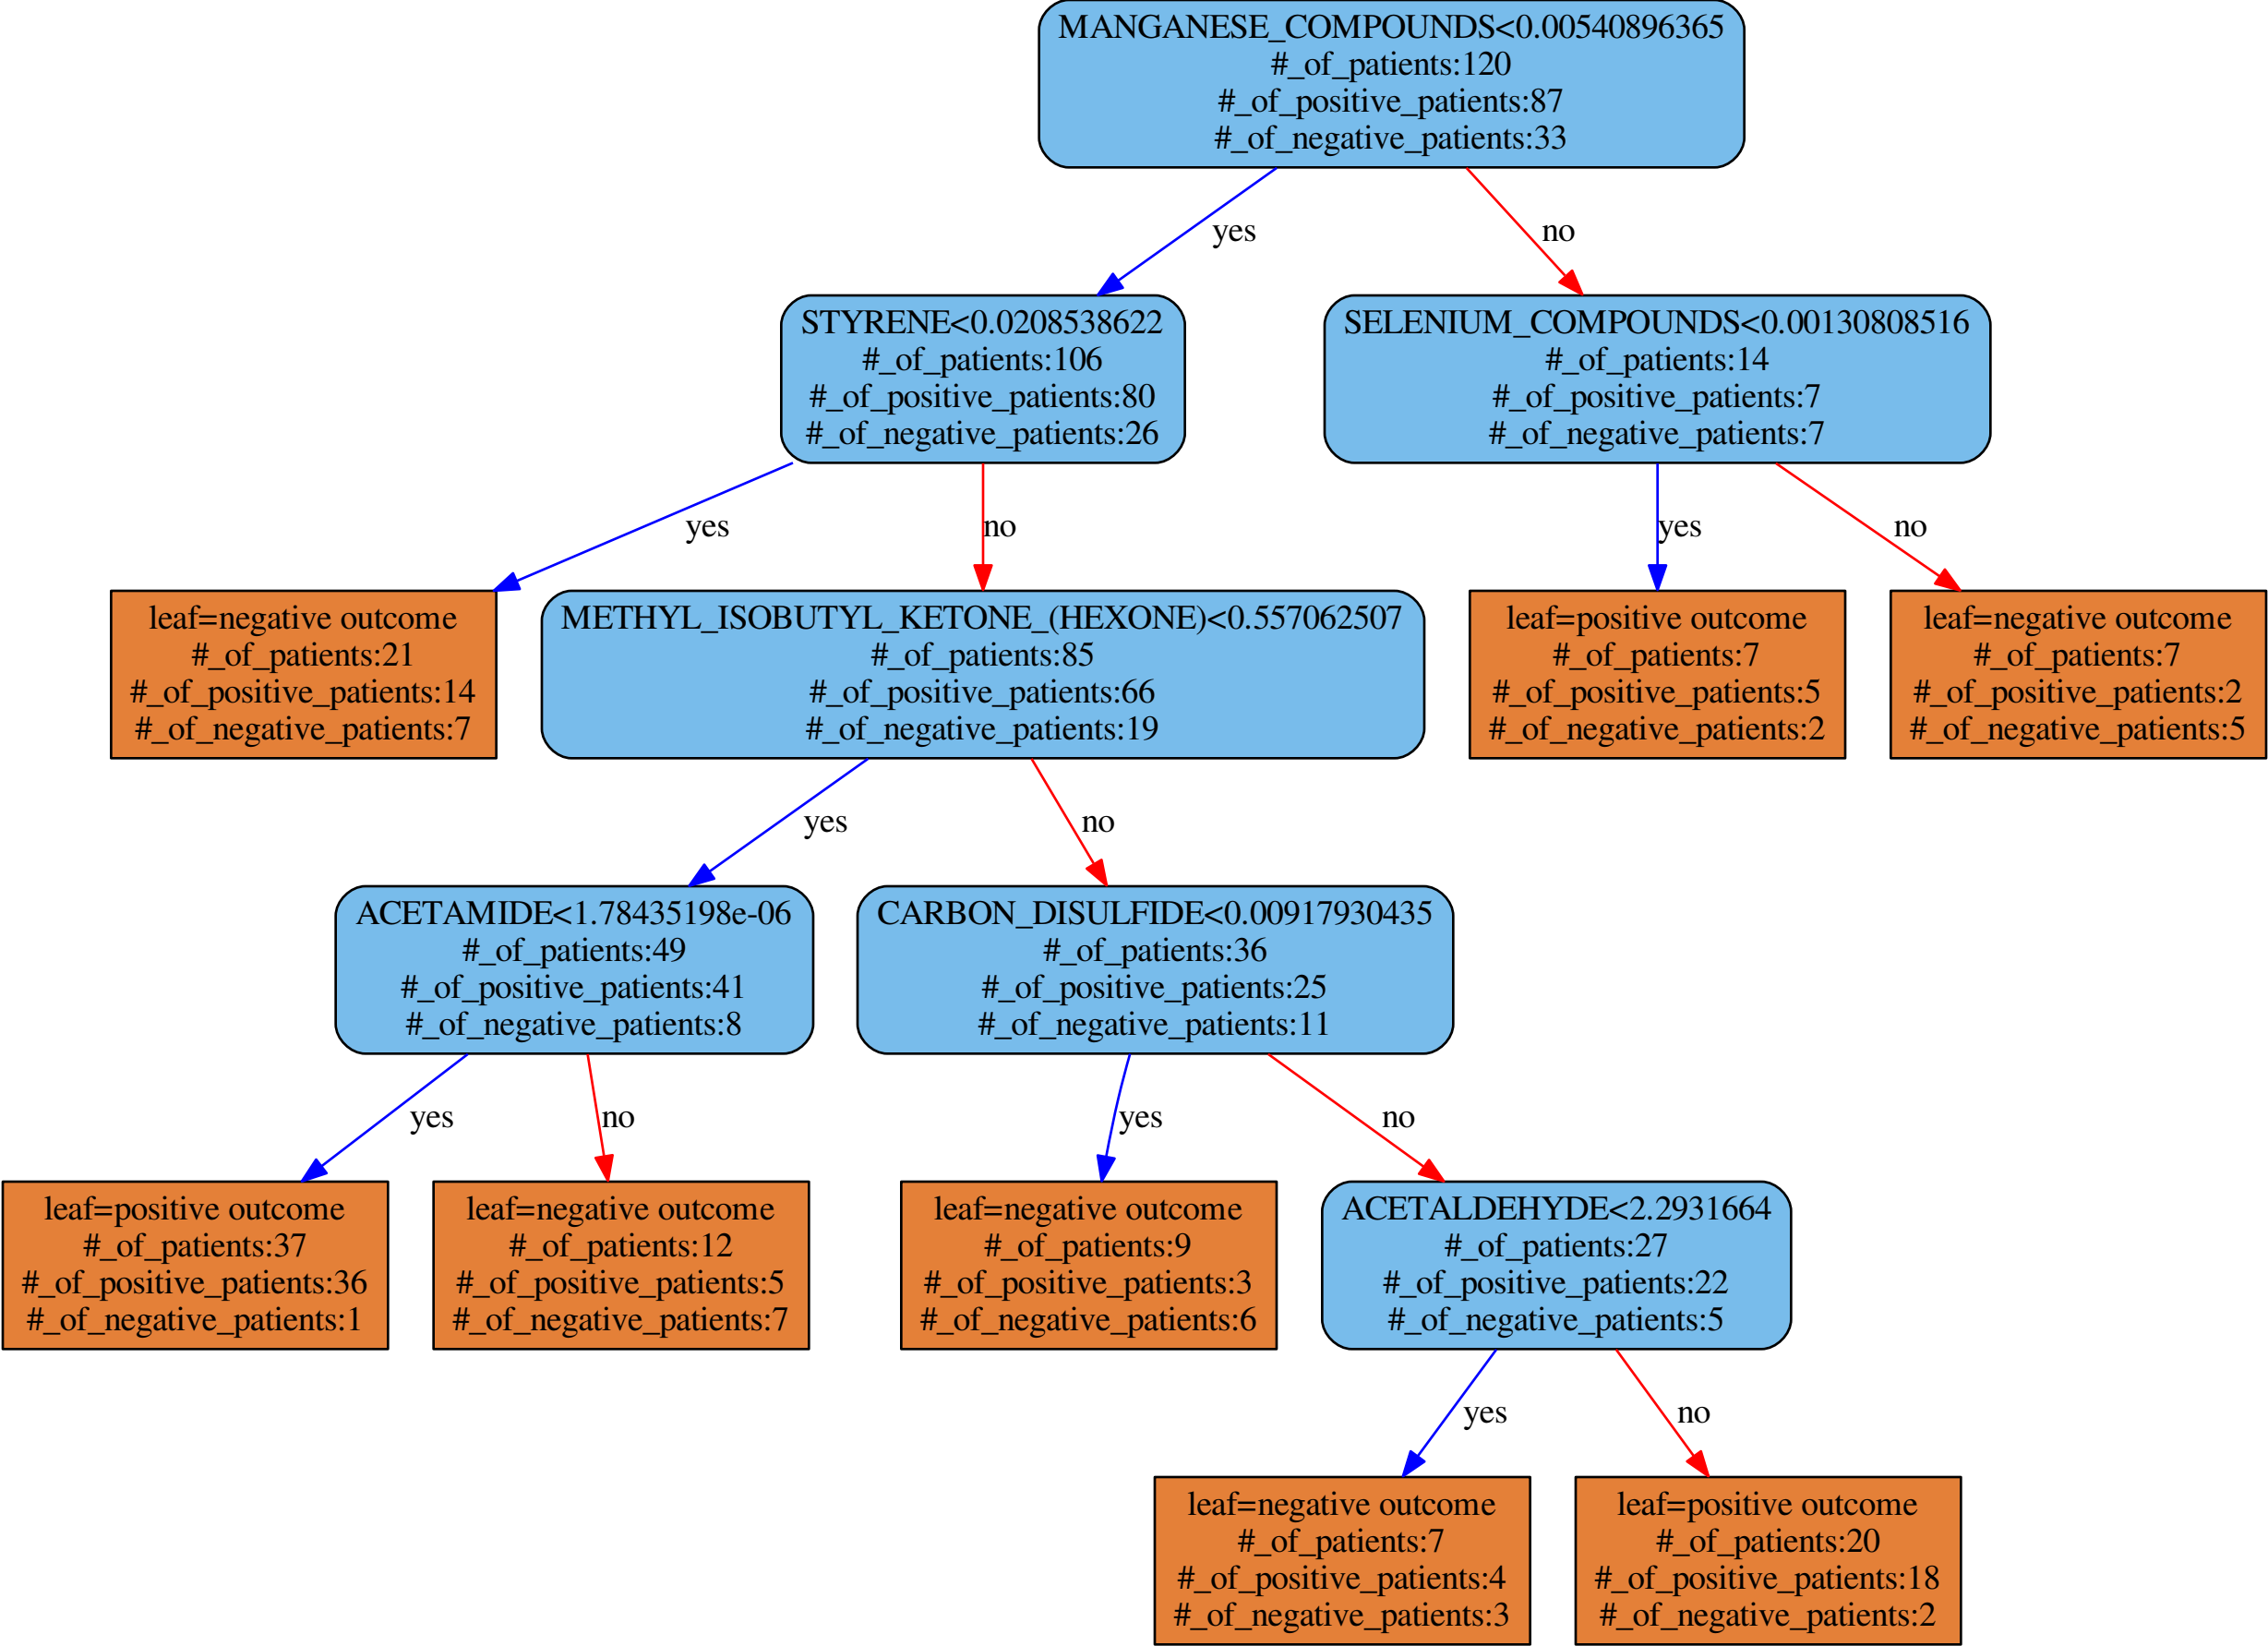 MANGANESE_COMPOUNDS<0.00540896365
#_of_patients:120
#_of_positive_patients:87
#_of_negative_patients:33
yes
no
STYRENE<0.0208538622
#_of_patients:106
#_of_positive_patients:80
#_of_negative_patients:26
SELENIUM_COMPOUNDS<0.00130808516
#_of_patients:14
#_of_positive_patients:7
#_of_negative_patients:7
yes
no
yes
no
leaf=negative outcome
#_of_patients:21
#_of_positive_patients:14
#_of_negative_patients:7
METHYL_ISOBUTYL_KETONE_(HEXONE)<0.557062507
#_of_patients:85
#_of_positive_patients:66
#_of_negative_patients:19
leaf=positive outcome
#_of_patients:7
#_of_positive_patients:5
#_of_negative_patients:2
leaf=negative outcome
#_of_patients:7
#_of_positive_patients:2
#_of_negative_patients:5
yes
no
ACETAMIDE<1.78435198e-06
#_of_patients:49
#_of_positive_patients:41
#_of_negative_patients:8
CARBON_DISULFIDE<0.00917930435
#_of_patients:36
#_of_positive_patients:25
#_of_negative_patients:11
yes
no
yes
no
leaf=positive outcome
#_of_patients:37
#_of_positive_patients:36
#_of_negative_patients:1
leaf=negative outcome
#_of_patients:12
#_of_positive_patients:5
#_of_negative_patients:7
leaf=negative outcome
#_of_patients:9
#_of_positive_patients:3
#_of_negative_patients:6
ACETALDEHYDE<2.2931664
#_of_patients:27
#_of_positive_patients:22
#_of_negative_patients:5
yes
no
leaf=negative outcome
#_of_patients:7
#_of_positive_patients:4
#_of_negative_patients:3
leaf=positive outcome
#_of_patients:20
#_of_positive_patients:18
#_of_negative_patients:2